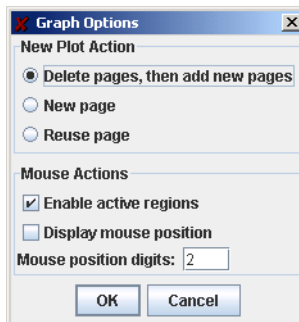 Graph Options
New Plot Action
Delete pages, then add new pages
New page
Reuse page
Mouse Actions
Enable active regions
Display mouse position
Mouse position digits: 2
OK Cancel